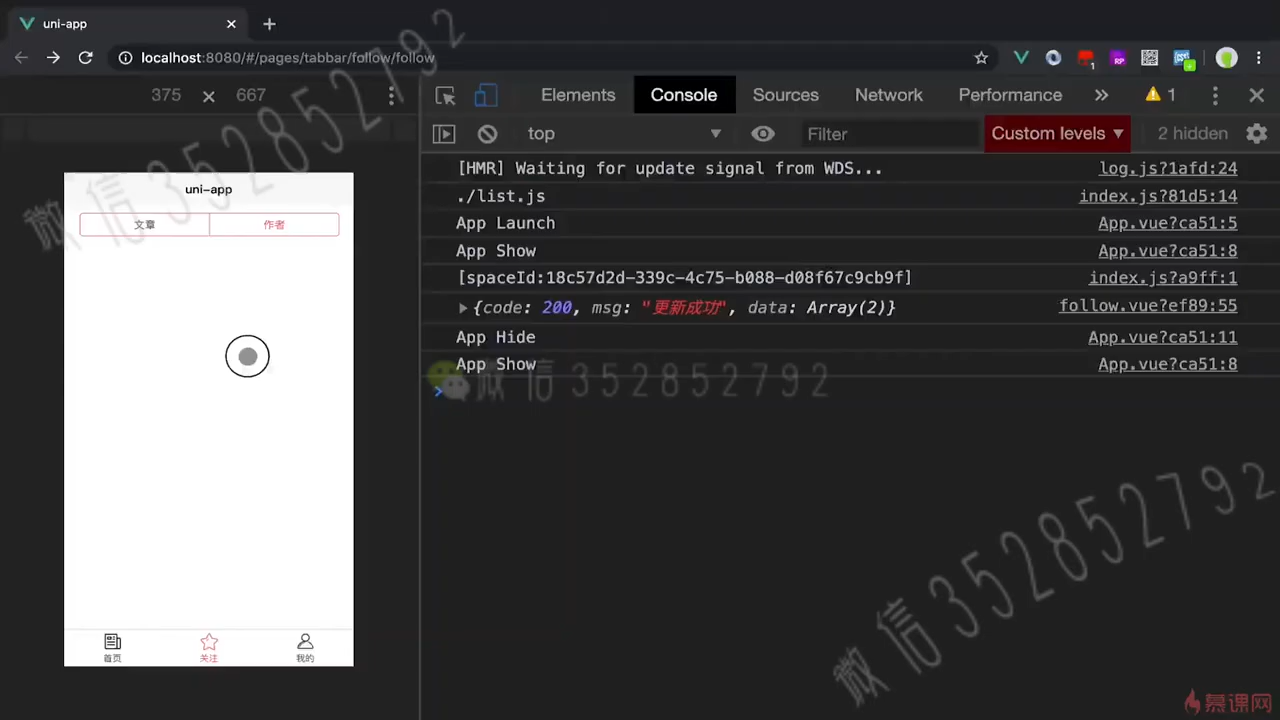 uni-app
localhost:8080/#/pages/tabbar/follow/follow
1
RP
375 × 667
Elements Console Sources Network Performance » 1
top Filter Custom levels ▼ 2 hidden
[HMR] Waiting for update signal from WDS... log.js?1afd:24
./list.js index.js?81d5:14
App Launch App.vue?ca51:5
App Show App.vue?ca51:8
[spaceId:18c57d2d-339c-4c75-b088-d08f67c9cb9f] index.js?a9ff:1
{code: 200, msg: "更新成功", data: Array(2)} follow.vue?ef89:55
App Hide App.vue?ca51:11
App Show App.vue?ca51:8
uni-app
文章 作者
首页 关注 我的
微信352852792
微信352852792
微信352852792
慕课网